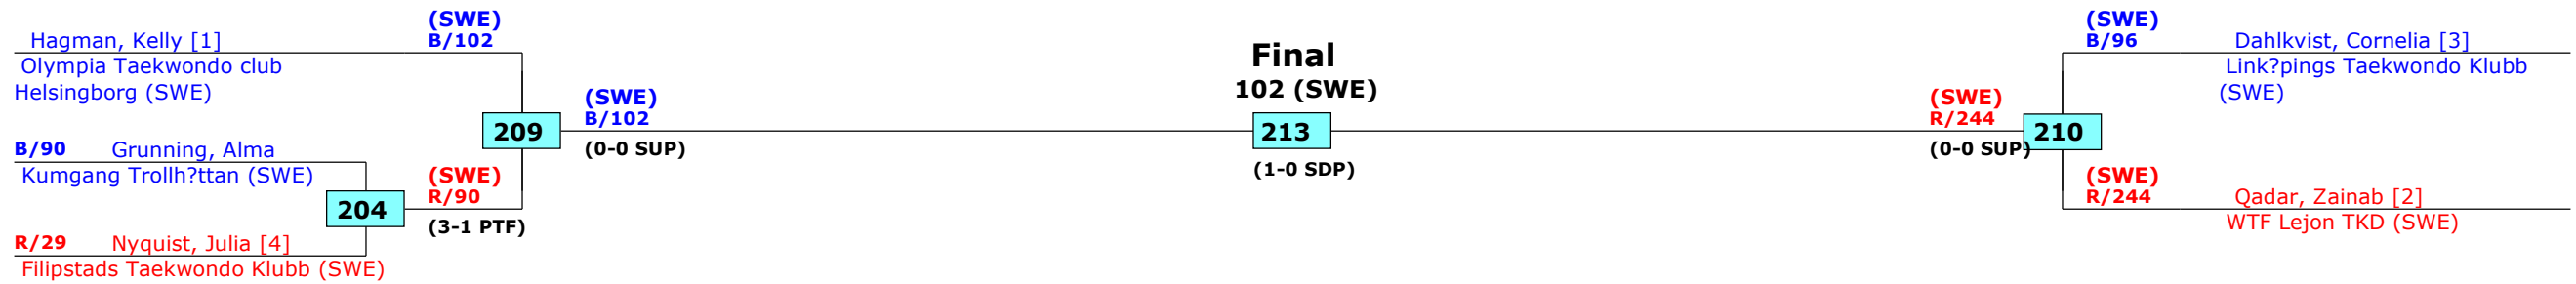 (SWE)
B/102
Hagman, Kelly [1]
Olympia Taekwondo club
Helsingborg (SWE)
209
(SWE)
B/102
(0-0 SUP)
B/90 Grunning, Alma
Kumgang Trollh?ttan (SWE)
204
(SWE)
R/90
(3-1 PTF)
R/29 Nyquist, Julia [4]
Filipstads Taekwondo Klubb (SWE)
Final
102 (SWE)
213
(1-0 SDP)
(SWE)
R/244
(0-0 SUP)
210
(SWE)
B/96
Dahlkvist, Cornelia [3]
Link?pings Taekwondo Klubb
(SWE)
(SWE)
R/244
Qadar, Zainab [2]
WTF Lejon TKD (SWE)